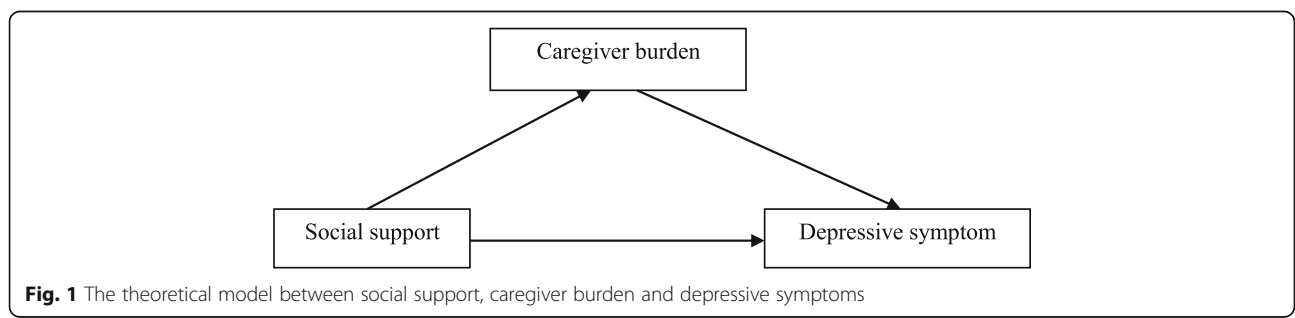 Caregiver burden
Social support
Depressive symptom
Fig. 1 The theoretical model between social support, caregiver burden and depressive symptoms